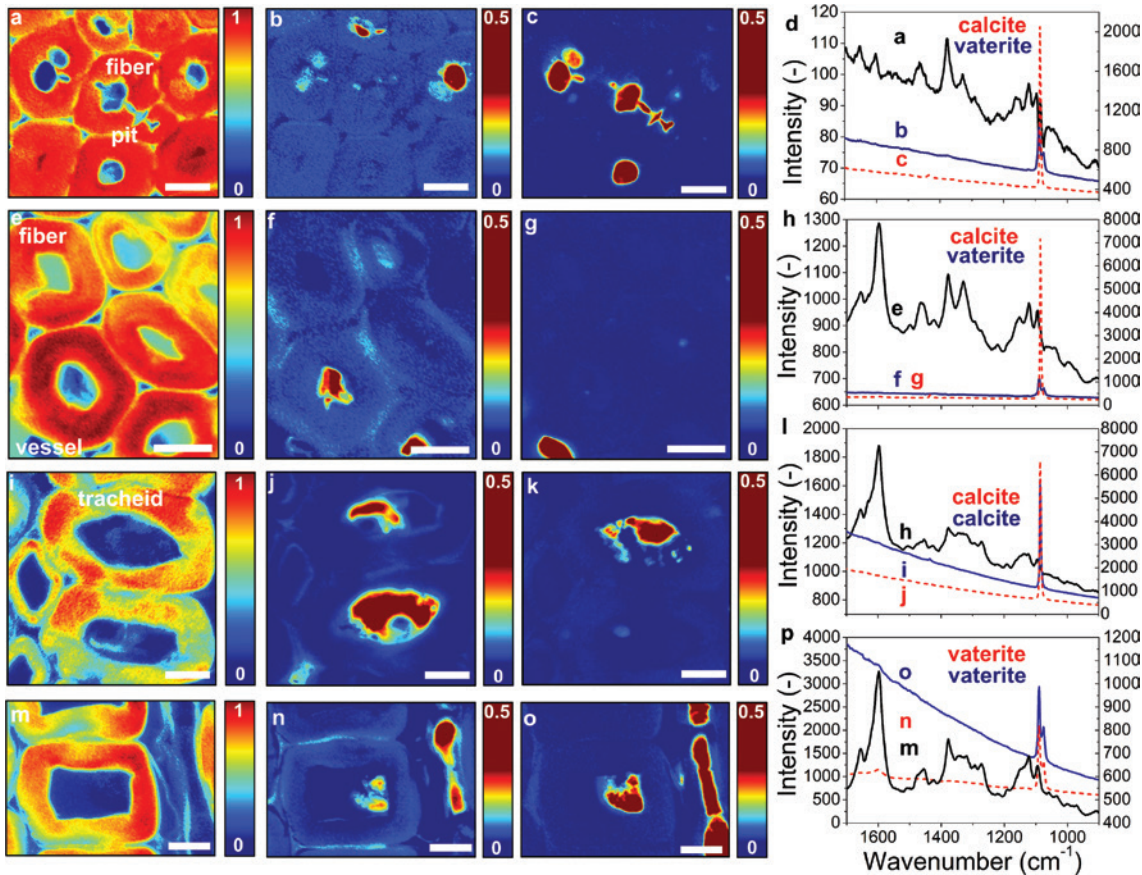 a
fiber
pit
1
0
b
0.5
0
c
0.5
0
d
calcite
vaterite
a
b
c
120
110
100
90
80
70
60
Intensity (-)
2000
1600
1200
800
400
e
fiber
vessel
1
0
f
0.5
0
g
0.5
0
h
calcite
vaterite
e
f g
1300
1200
1100
1000
900
800
700
600
Intensity (-)
8000
7000
6000
5000
4000
3000
2000
1000
0
i
tracheid
1
0
j
0.5
0
k
0.5
0
l
calcite
calcite
h
i
j
2000
1800
1600
1400
1200
1000
800
Intensity (-)
8000
7000
6000
5000
4000
3000
2000
1000
0
m
1
0
n
0.5
0
o
0.5
0
p
vaterite
vaterite
o
n
m
4000
3500
3000
2500
2000
1500
1000
500
0
Intensity (-)
1200
1100
1000
900
800
700
600
500
400
1600 1400 1200 1000
Wavenumber (cm⁻¹)